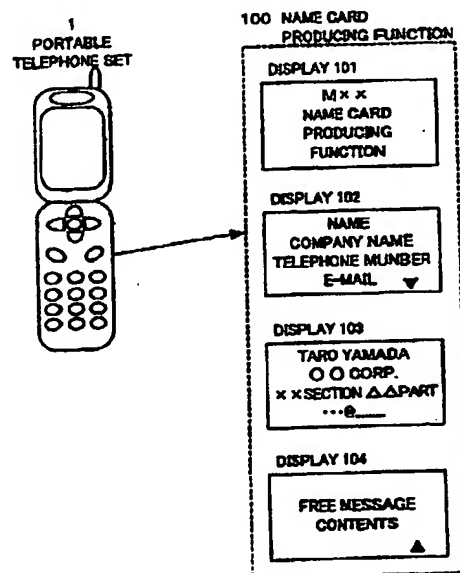 1
PORTABLE
TELEPHONE SET
100 NAME CARD
PRODUCING FUNCTION
DISPLAY 101
M××
NAME CARD
PRODUCING
FUNCTION
DISPLAY 102
NAME
COMPANY NAME
TELEPHONE MUNBER
E-MAIL ▼
DISPLAY 103
TARO YAMADA
○○ CORP.
××SECTION △△PART
···@___
DISPLAY 104
FREE MESSAGE
CONTENTS
▲